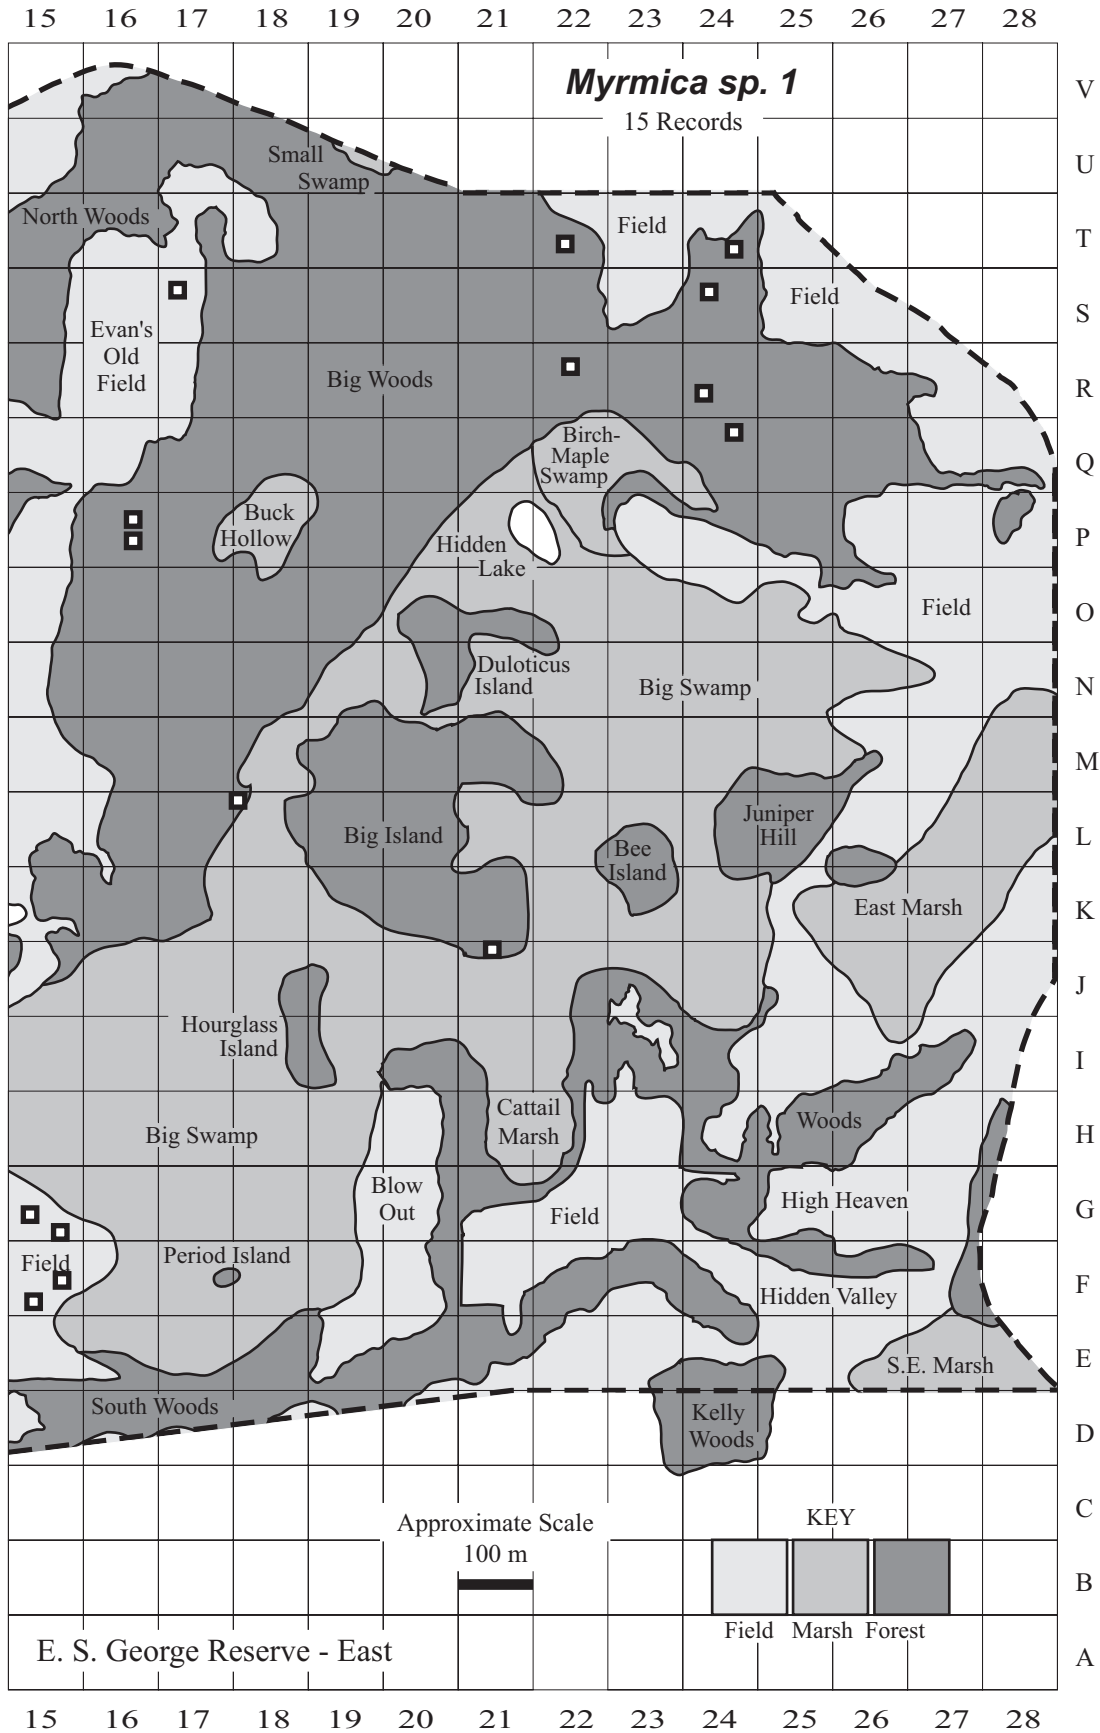 15 16 17 18 19 20 21 22 23 24 25 26 27 28
Myrmica sp. 1
15 Records
V
Small
Swamp
U
North Woods
Field
T
Field
S
Evan's
Old
Field
Big Woods
R
Birch-
Maple
Swamp
Q
Buck
Hollow
Hidden
Lake
P
Field
O
Duloticus
Island
Big Swamp
N
M
Big Island
Juniper
Hill
Bee
Island
L
East Marsh
K
J
Hourglass
Island
I
Cattail
Marsh
Woods
Big Swamp
H
Blow
Out
Field
High Heaven
G
Field
Period Island
Hidden Valley
F
S.E. Marsh
E
South Woods
Kelly
Woods
D
Approximate Scale
100 m
KEY
C
B
Field Marsh Forest
E. S. George Reserve - East
A
15 16 17 18 19 20 21 22 23 24 25 26 27 28